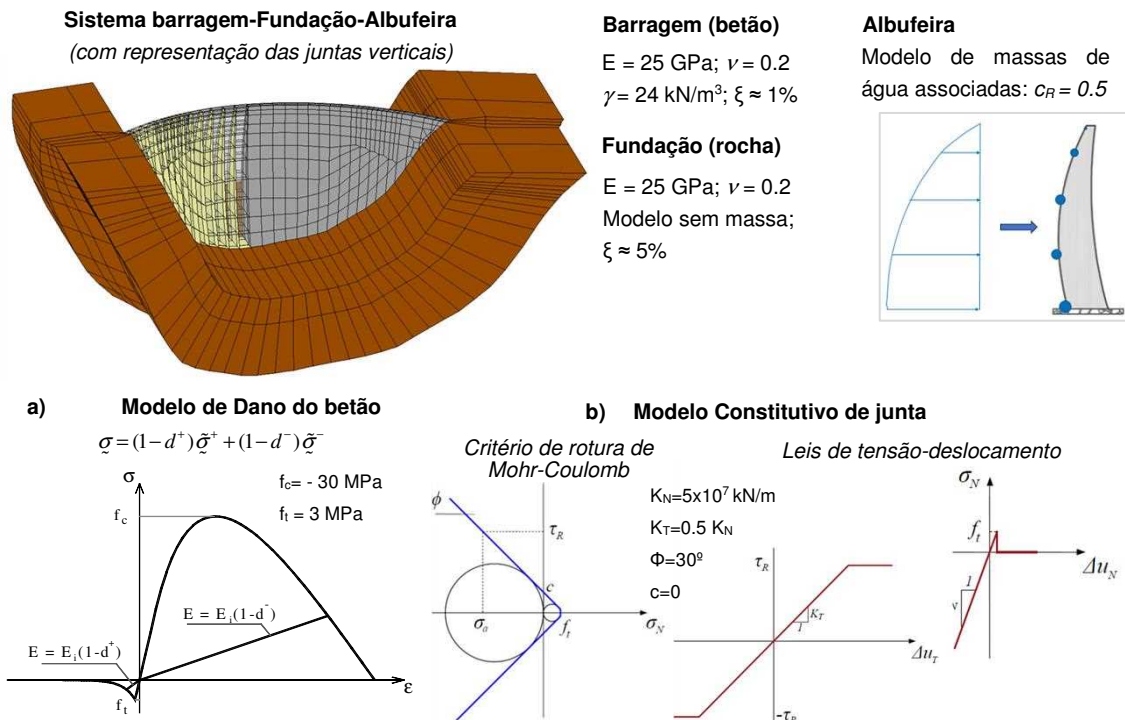 Sistema barragem-Fundação-Albufeira
(com representação das juntas verticais)
Barragem (betão)
E = 25 GPa; ν = 0.2
γ = 24 kN/m³; ξ ≈ 1%
Fundação (rocha)
E = 25 GPa; ν = 0.2
Modelo sem massa;
ξ ≈ 5%
Albufeira
Modelo de massas de
água associadas: cR = 0.5
a) Modelo de Dano do betão
σ = (1−d⁺)σ̃⁺ + (1−d⁻)σ̃⁻
σ
fc
fc= - 30 MPa
ft = 3 MPa
E = Ei(1-d⁻)
E = Ei(1-d⁺)
ft
ε
b) Modelo Constitutivo de junta
Critério de rotura de
Mohr-Coulomb
ϕ
τR
c
σa
ft
σN
KN=5x10⁷ kN/m
KT=0.5 KN
Φ=30º
c=0
Leis de tensão-deslocamento
τR
KT
1
ΔuT
-τR
σN
ft
ΔuN
1